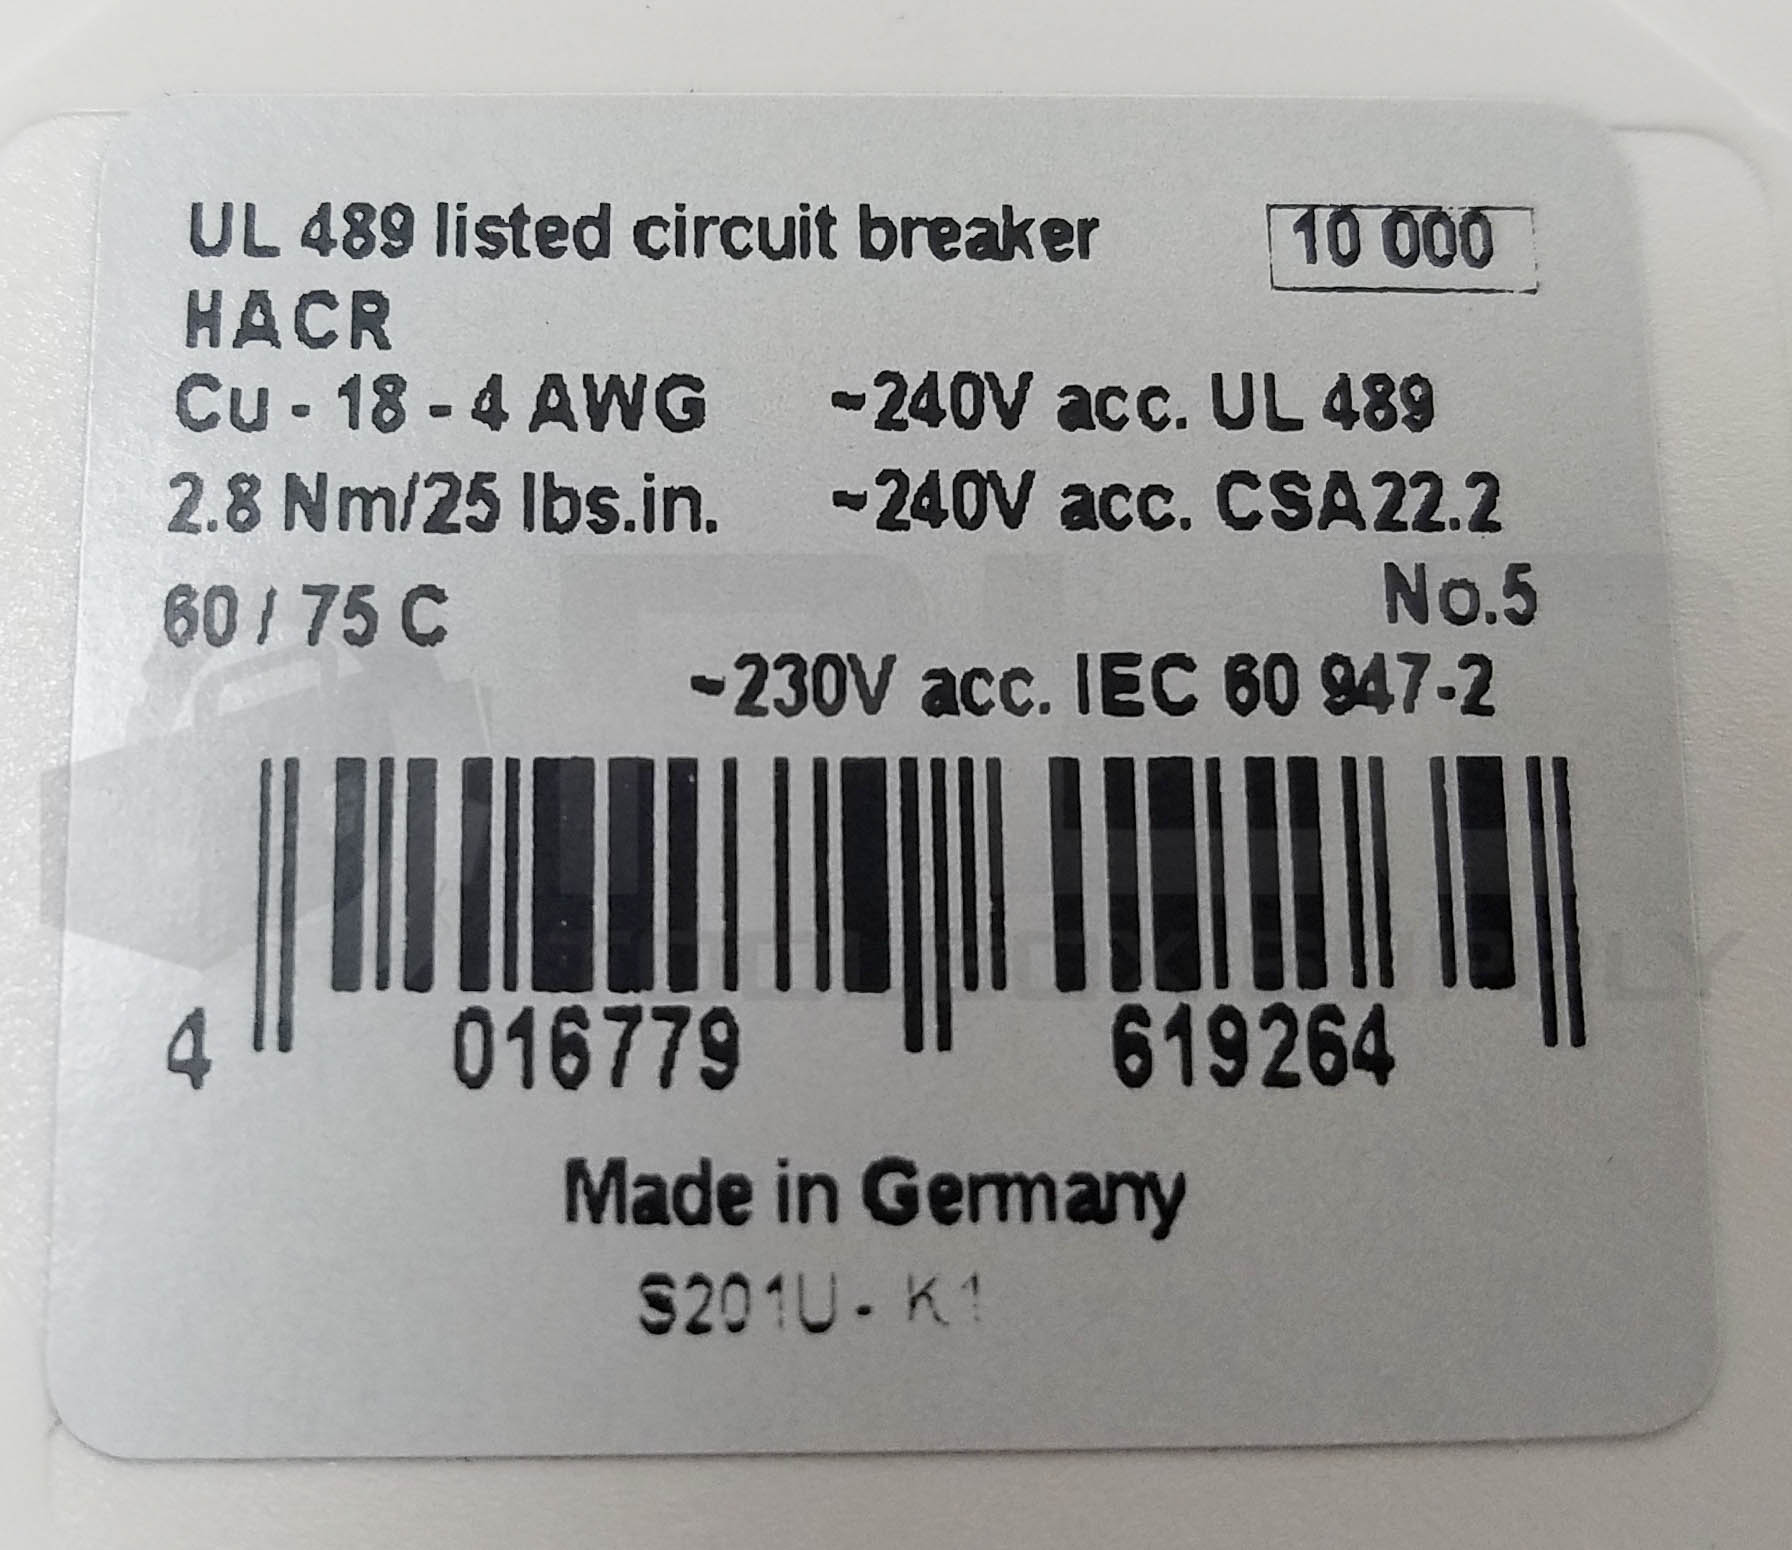 UL 489 listed circuit breaker 10 000
HACR
Cu - 18 - 4 AWG ~240V acc. UL 489
2.8 Nm/25 lbs.in. ~240V acc. CSA22.2
No.5
60 / 75 C
~230V acc. IEC 60 947-2
4 016779 619264
Made in Germany
S201U- K1
TOOLBOX SUPPLY